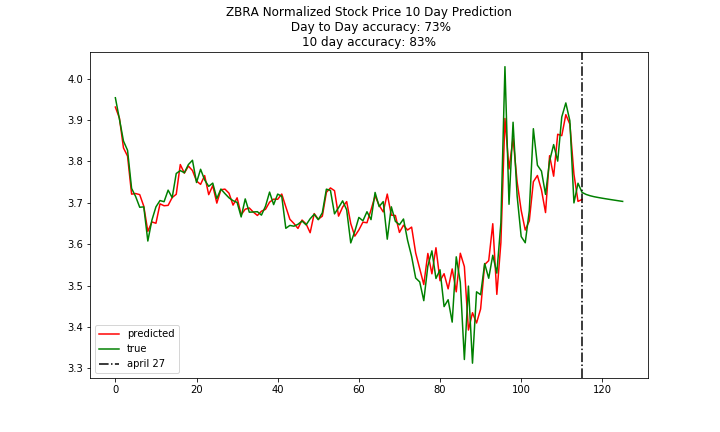 ZBRA Normalized Stock Price 10 Day Prediction
Day to Day accuracy: 73%
10 day accuracy: 83%
4.0
3.9
3.8
3.7
3.6
3.5
3.4
3.3
predicted
true
april 27
0 20 40 60 80 100 120